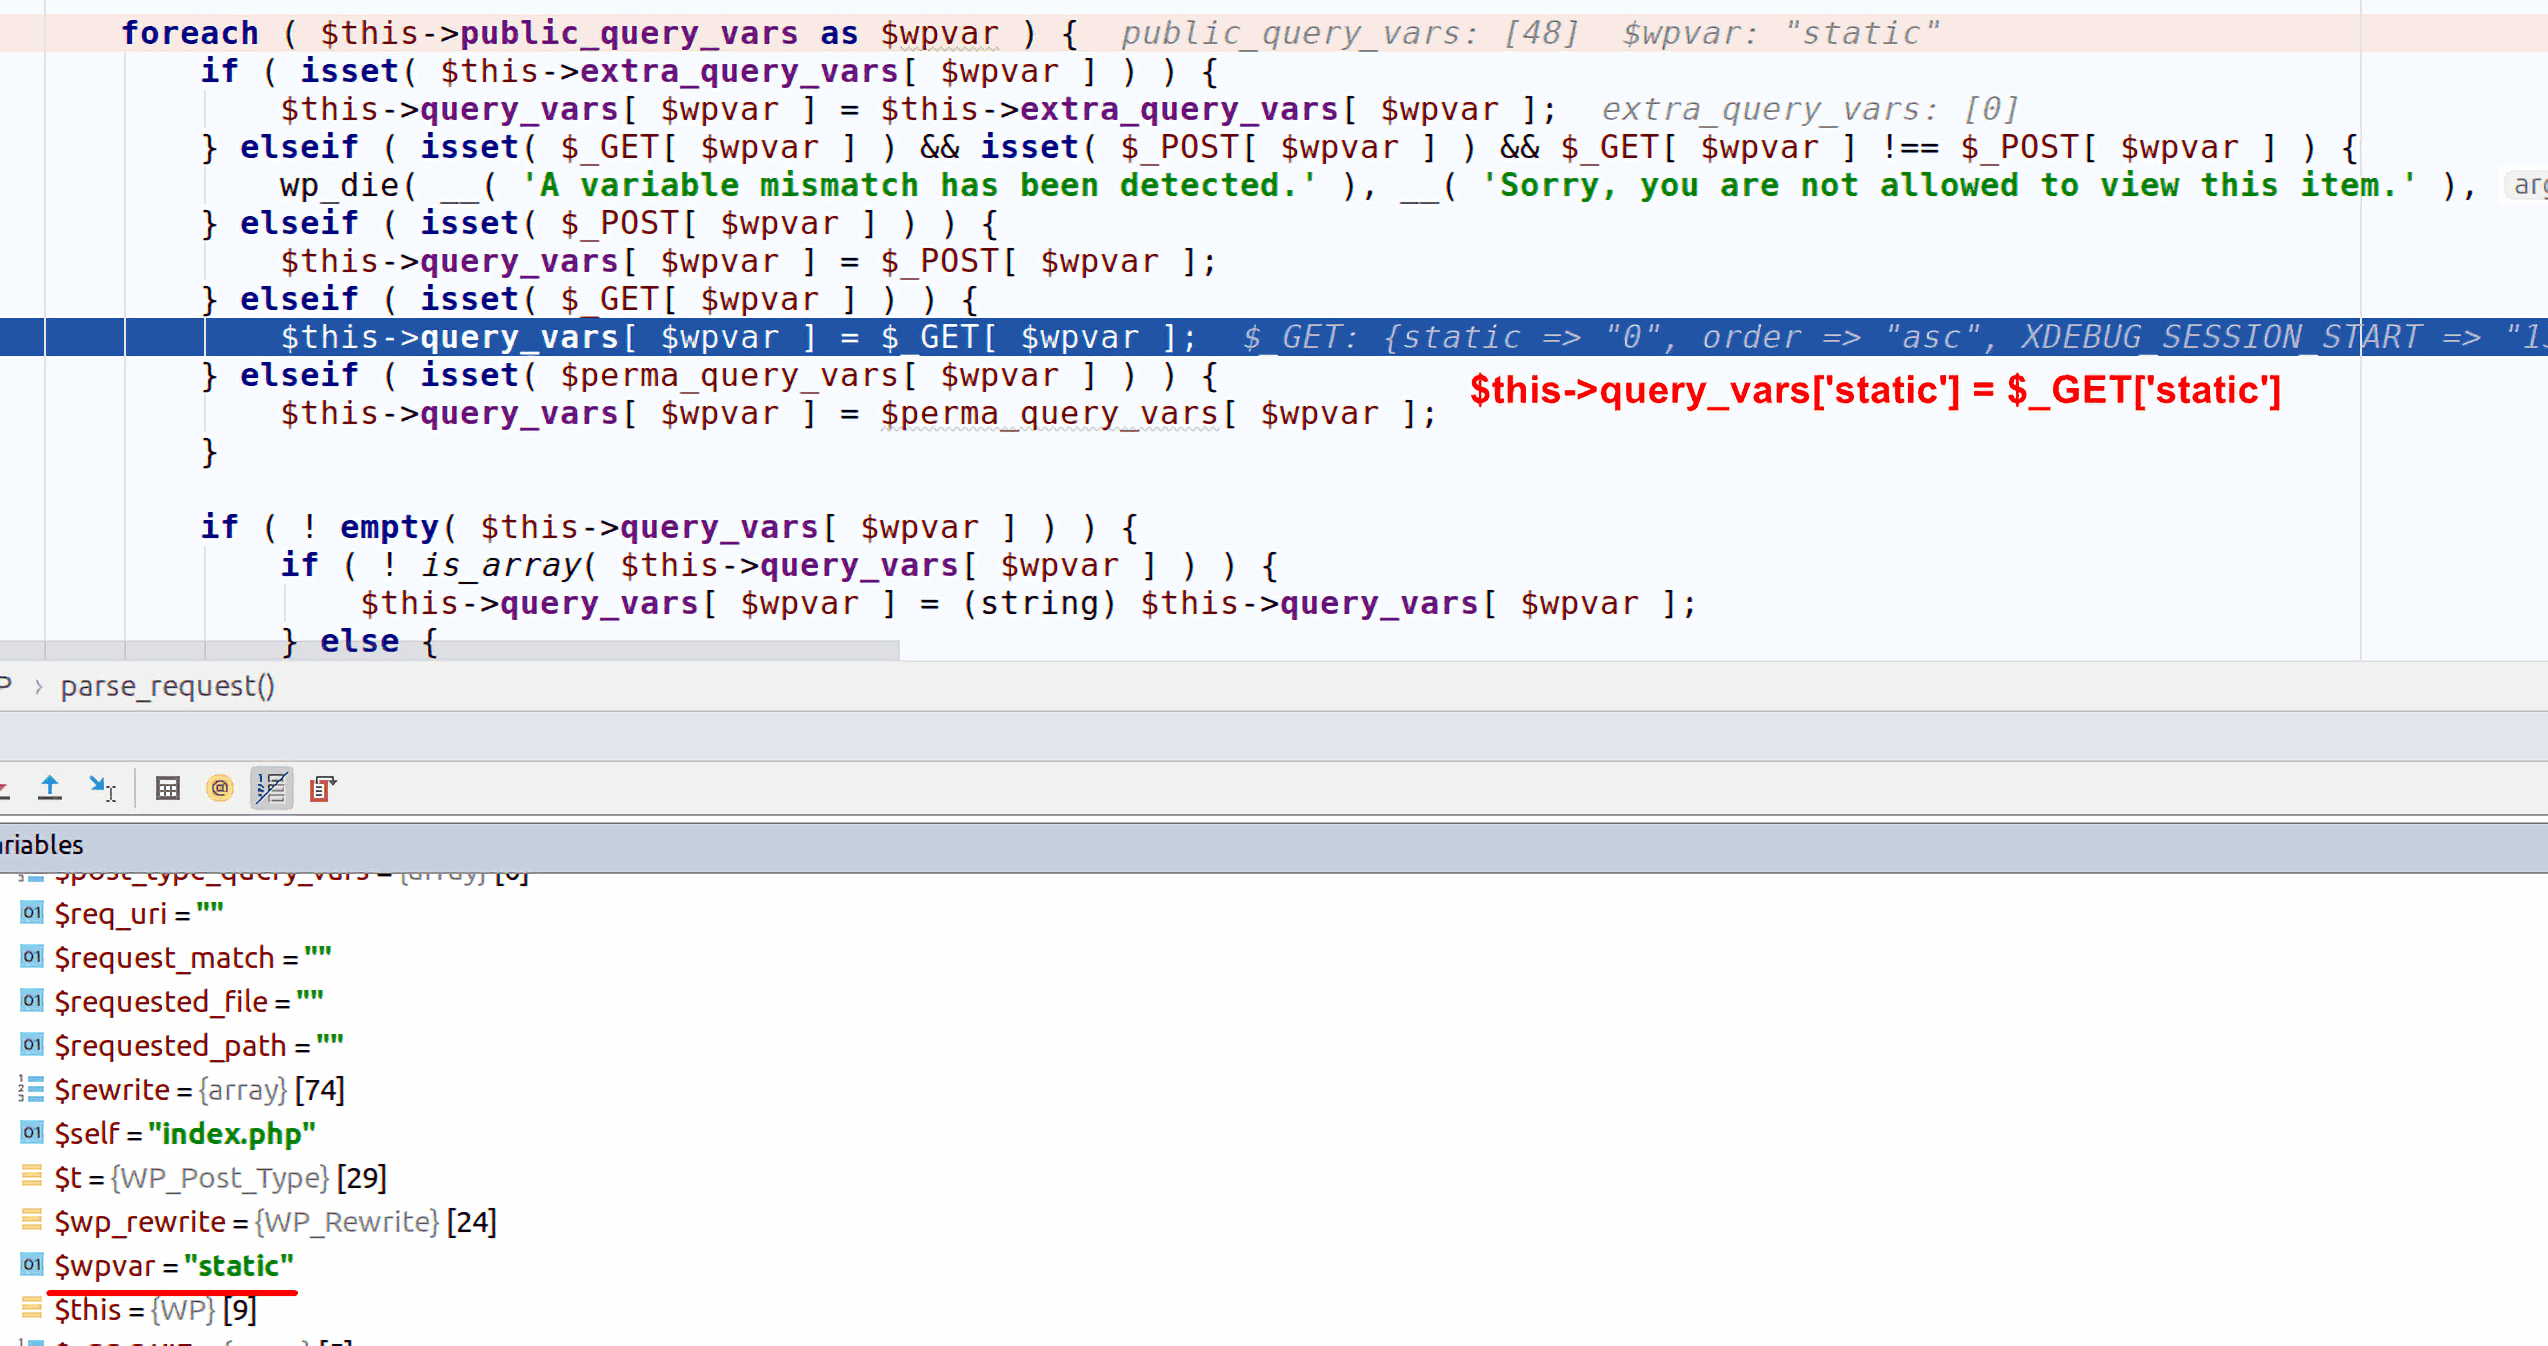 foreach ( $this->public_query_vars as $wpvar ) {  public_query_vars: [48]  $wpvar: "static"
if ( isset( $this->extra_query_vars[ $wpvar ] ) ) {
$this->query_vars[ $wpvar ] = $this->extra_query_vars[ $wpvar ];  extra_query_vars: [0]
} elseif ( isset( $_GET[ $wpvar ] ) && isset( $_POST[ $wpvar ] ) && $_GET[ $wpvar ] !== $_POST[ $wpvar ] ) {
wp_die( __( 'A variable mismatch has been detected.' ), __( 'Sorry, you are not allowed to view this item.' ),
} elseif ( isset( $_POST[ $wpvar ] ) ) {
$this->query_vars[ $wpvar ] = $_POST[ $wpvar ];
} elseif ( isset( $_GET[ $wpvar ] ) ) {
$this->query_vars[ $wpvar ] = $_GET[ $wpvar ];  $_GET: {static => "0", order => "asc", XDEBUG_SESSION_START => "1
} elseif ( isset( $perma_query_vars[ $wpvar ] ) ) {
$this->query_vars['static'] = $_GET['static']
$this->query_vars[ $wpvar ] = $perma_query_vars[ $wpvar ];
}
if ( ! empty( $this->query_vars[ $wpvar ] ) ) {
if ( ! is_array( $this->query_vars[ $wpvar ] ) ) {
$this->query_vars[ $wpvar ] = (string) $this->query_vars[ $wpvar ];
} else {
P › parse_request()
riables
$post_type_query_vars = {array} [0]
$req_uri = ""
$request_match = ""
$requested_file = ""
$requested_path = ""
$rewrite = {array} [74]
$self = "index.php"
$t = {WP_Post_Type} [29]
$wp_rewrite = {WP_Rewrite} [24]
$wpvar = "static"
$this = {WP} [9]